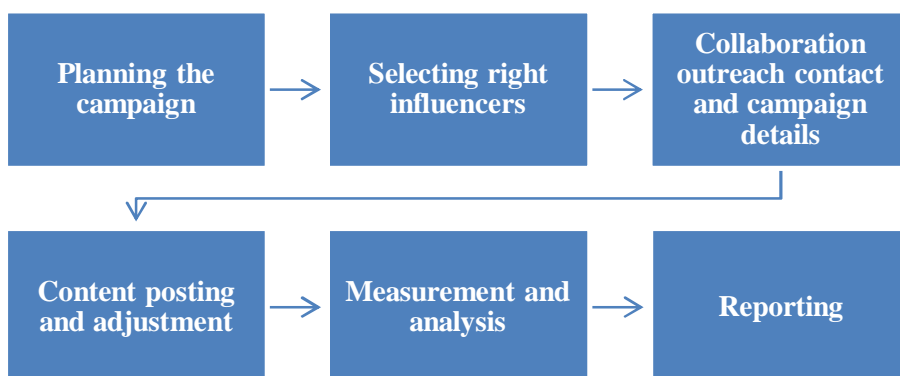 Planning the
campaign
Selecting right
influencers
Collaboration
outreach contact
and campaign
details
Content posting
and adjustment
Measurement and
analysis
Reporting